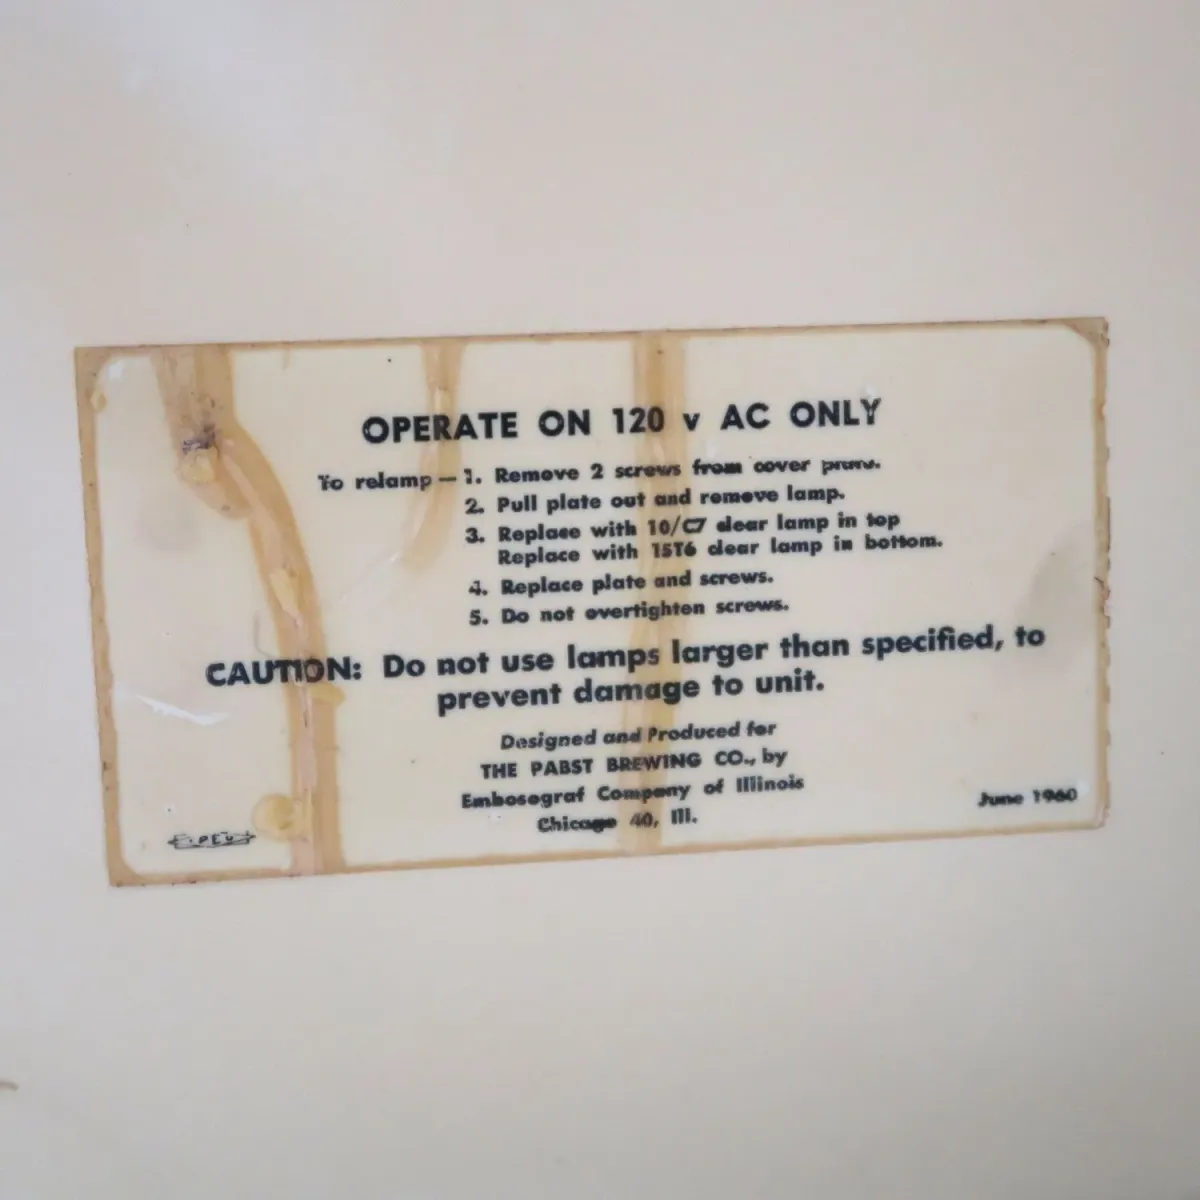 OPERATE ON 120 v AC ONLY
To relamp — 1. Remove 2 screws from cover
2. Pull plate out and remove lamp.
3. Replace with 10/C7 clear lamp in top
Replace with 15T6 clear lamp in bottom.
4. Replace plate and screws.
5. Do not overtighten screws.
CAUTION: Do not use lamps larger than specified, to
prevent damage to unit.
Designed and Produced for
THE PABST BREWING CO., by
Embosograf Company of Illinois
Chicago 40, Ill.
June 1960